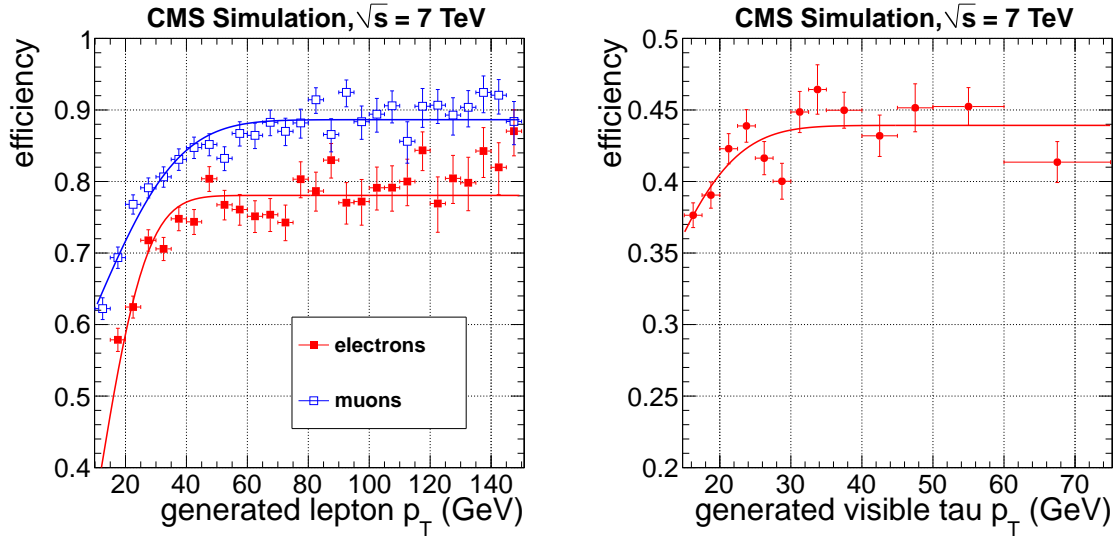 CMS Simulation, √s = 7 TeV
efficiency
1
0.9
0.8
0.7
0.6
0.5
0.4
electrons
muons
20 40 60 80 100 120 140
generated lepton p_T (GeV)
CMS Simulation, √s = 7 TeV
efficiency
0.5
0.45
0.4
0.35
0.3
0.25
0.2
20 30 40 50 60 70
generated visible tau p_T (GeV)